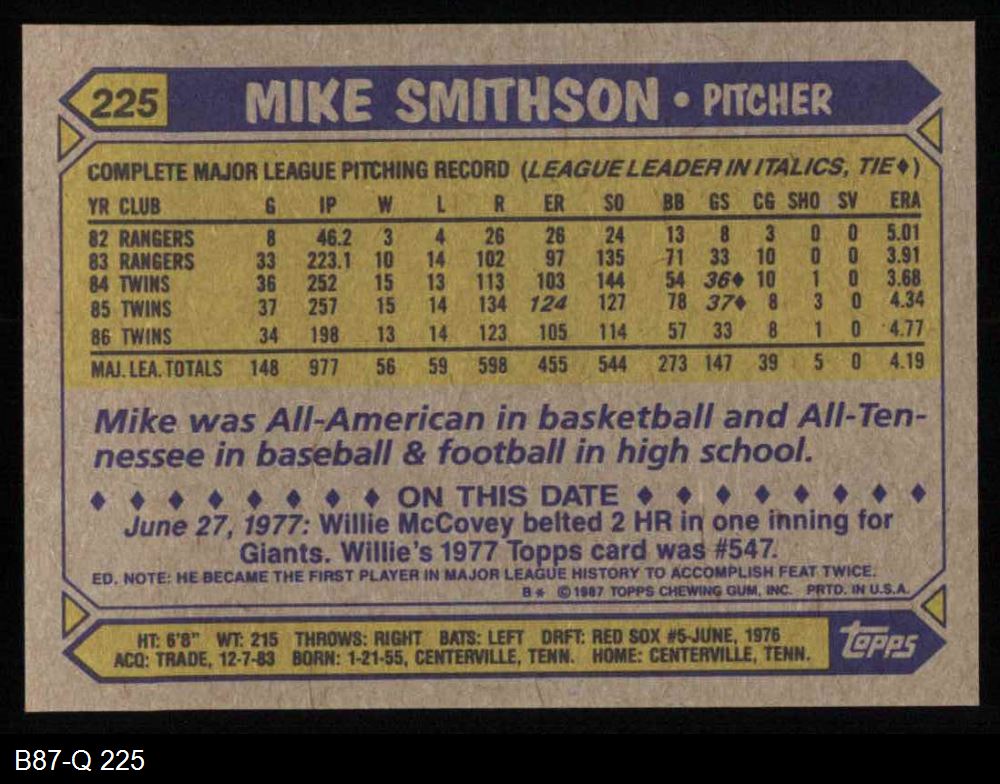 225 MIKE SMITHSON • PITCHER
COMPLETE MAJOR LEAGUE PITCHING RECORD (LEAGUE LEADER IN ITALICS, TIE♦)
YR CLUB G IP W L R ER SO BB GS CG SHO SV ERA
82 RANGERS 8 46.2 3 4 26 26 24 13 8 3 0 0 5.01
83 RANGERS 33 223.1 10 14 102 97 135 71 33 10 0 0 3.91
84 TWINS 36 252 15 13 113 103 144 54 36♦ 10 1 0 3.68
85 TWINS 37 257 15 14 134 124 127 78 37♦ 8 3 0 4.34
86 TWINS 34 198 13 14 123 105 114 57 33 8 1 0 4.77
MAJ. LEA. TOTALS 148 977 56 59 598 455 544 273 147 39 5 0 4.19
Mike was All-American in basketball and All-Ten-
nessee in baseball & football in high school.
♦ ♦ ♦ ♦ ♦ ♦ ♦ ♦ ON THIS DATE ♦ ♦ ♦ ♦ ♦ ♦ ♦ ♦
June 27, 1977: Willie McCovey belted 2 HR in one inning for
Giants. Willie's 1977 Topps card was #547.
ED. NOTE: HE BECAME THE FIRST PLAYER IN MAJOR LEAGUE HISTORY TO ACCOMPLISH FEAT TWICE.
B* ©1987 TOPPS CHEWING GUM, INC. PRTD. IN U.S.A.
HT: 6'8" WT: 215 THROWS: RIGHT BATS: LEFT DRFT: RED SOX #5-JUNE, 1976
ACQ: TRADE, 12-7-83 BORN: 1-21-55, CENTERVILLE, TENN. HOME: CENTERVILLE, TENN.
topps
B87-Q 225